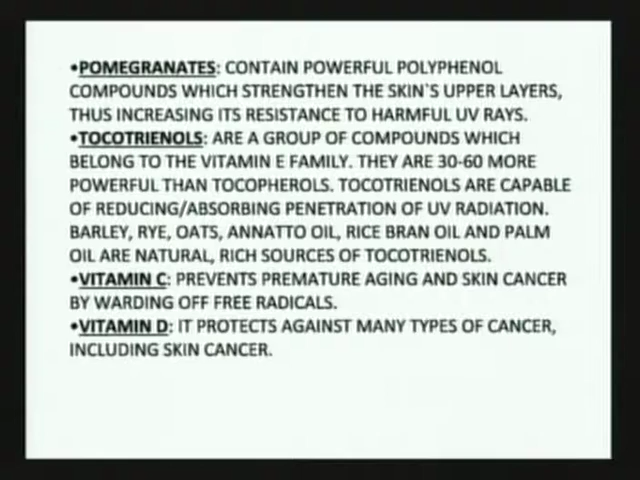 •POMEGRANATES: CONTAIN POWERFUL POLYPHENOL
COMPOUNDS WHICH STRENGTHEN THE SKIN`S UPPER LAYERS,
THUS INCREASING ITS RESISTANCE TO HARMFUL UV RAYS.
•TOCOTRIENOLS: ARE A GROUP OF COMPOUNDS WHICH
BELONG TO THE VITAMIN E FAMILY. THEY ARE 30-60 MORE
POWERFUL THAN TOCOPHEROLS. TOCOTRIENOLS ARE CAPABLE
OF REDUCING/ABSORBING PENETRATION OF UV RADIATION.
BARLEY, RYE, OATS, ANNATTO OIL, RICE BRAN OIL AND PALM
OIL ARE NATURAL, RICH SOURCES OF TOCOTRIENOLS.
•VITAMIN C: PREVENTS PREMATURE AGING AND SKIN CANCER
BY WARDING OFF FREE RADICALS.
•VITAMIN D: IT PROTECTS AGAINST MANY TYPES OF CANCER,
INCLUDING SKIN CANCER.